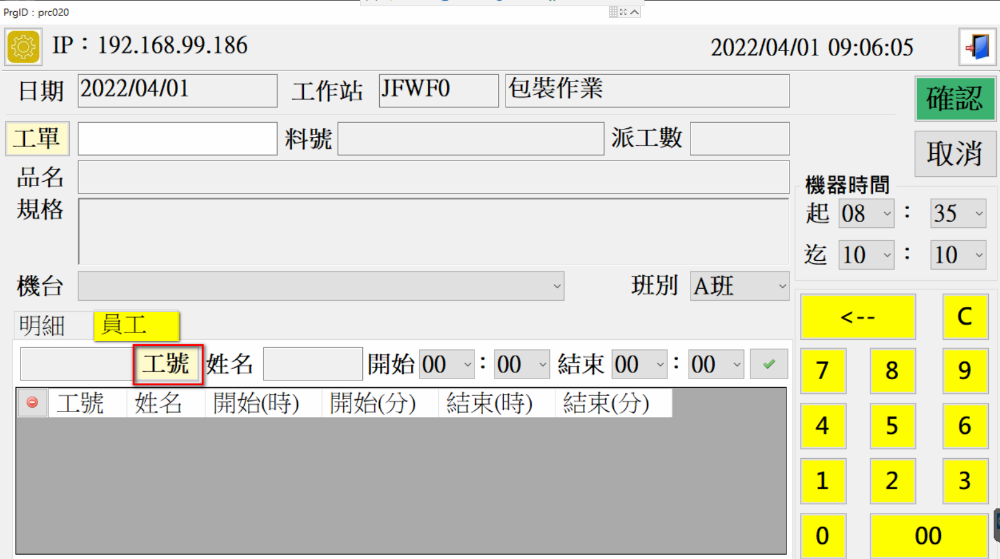 PrgID : prc020
IP：192.168.99.186 2022/04/01 09:06:05
日期 2022/04/01 工作站 JFWF0 包裝作業 確認
工單 料號 派工數 取消
品名
規格
機器時間
起 08 : 35
迄 10 : 10
機台 班別 A班
明細 員工
工號 姓名 開始 00 : 00 結束 00 : 00
工號 姓名 開始(時) 開始(分) 結束(時) 結束(分)
<-- C
7 8 9
4 5 6
1 2 3
0 00